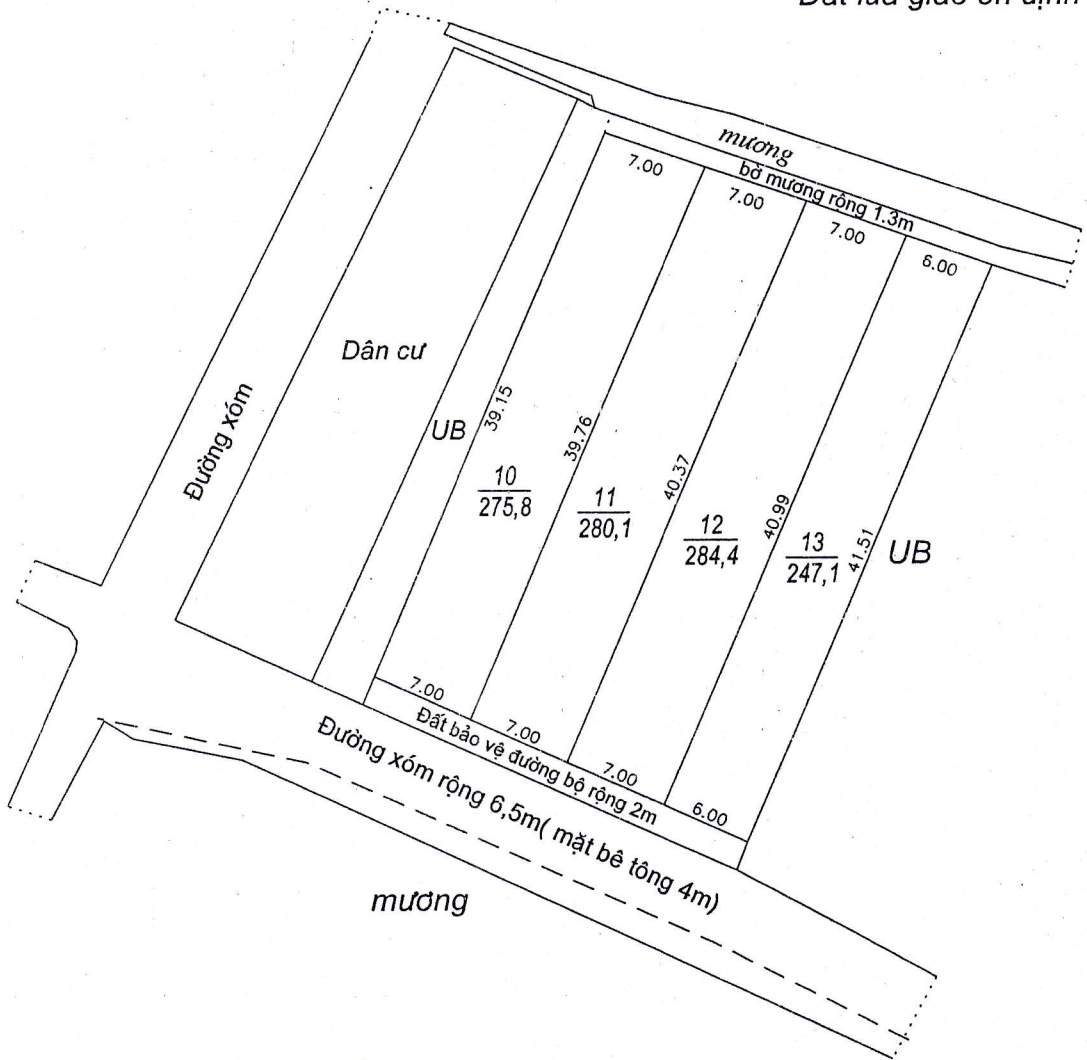 mương
bờ mương rộng 1.3m
7.00
7.00
7.00
6.00
Dân cư
Đường xóm
UB
39.15
39.76
40.37
40.99
41.51
10
275,8
11
280,1
12
284,4
13
247,1
UB
7.00
7.00
7.00
6.00
Đất bảo vệ đường bộ rộng 2m
Đường xóm rộng 6,5m( mặt bê tông 4m)
mương